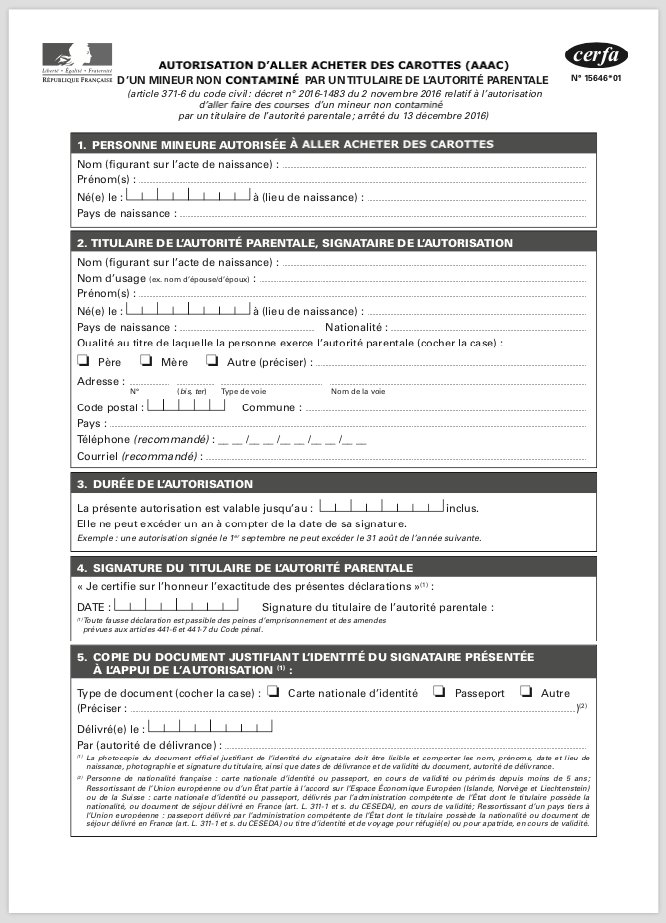 Liberté • Égalité • Fraternité
RÉPUBLIQUE FRANÇAISE
cerfa
N° 15646*01
AUTORISATION D'ALLER ACHETER DES CAROTTES (AAAC)
D'UN MINEUR NON CONTAMINÉ PAR UN TITULAIRE DE L'AUTORITÉ PARENTALE
(article 371-6 du code civil : décret n° 2016-1483 du 2 novembre 2016 relatif à l'autorisation
d'aller faire des courses d'un mineur non contaminé
par un titulaire de l'autorité parentale ; arrêté du 13 décembre 2016)
1. PERSONNE MINEURE AUTORISÉE À ALLER ACHETER DES CAROTTES
Nom (figurant sur l'acte de naissance) :
Prénom(s) :
Né(e) le : à (lieu de naissance) :
Pays de naissance :
2. TITULAIRE DE L'AUTORITÉ PARENTALE, SIGNATAIRE DE L'AUTORISATION
Nom (figurant sur l'acte de naissance) :
Nom d'usage (ex. nom d'épouse/d'époux) :
Prénom(s) :
Né(e) le : à (lieu de naissance) :
Pays de naissance : Nationalité :
Qualité au titre de laquelle la personne exerce l'autorité parentale (cocher la case) :
❏ Père ❏ Mère ❏ Autre (préciser) :
Adresse :
N° (bis, ter) Type de voie Nom de la voie
Code postal : Commune :
Pays :
Téléphone (recommandé) : __ __ /__ __ /__ __ /__ __ /__ __
Courriel (recommandé) :
3. DURÉE DE L'AUTORISATION
La présente autorisation est valable jusqu'au : inclus.
Elle ne peut excéder un an à compter de la date de sa signature.
Exemple : une autorisation signée le 1er septembre ne peut excéder le 31 août de l'année suivante.
4. SIGNATURE DU TITULAIRE DE L'AUTORITÉ PARENTALE
« Je certifie sur l'honneur l'exactitude des présentes déclarations »(1) :
DATE : Signature du titulaire de l'autorité parentale :
(1)Toute fausse déclaration est passible des peines d'emprisonnement et des amendes
prévues aux articles 441-6 et 441-7 du Code pénal.
5. COPIE DU DOCUMENT JUSTIFIANT L'IDENTITÉ DU SIGNATAIRE PRÉSENTÉE
À L'APPUI DE L'AUTORISATION (1) :
Type de document (cocher la case) : ❏ Carte nationale d'identité ❏ Passeport ❏ Autre
(Préciser : )(2)
Délivré(e) le :
Par (autorité de délivrance) :
(1) La photocopie du document officiel justifiant de l'identité du signataire doit être lisible et comporter les nom, prénoms, date et lieu de
naissance, photographie et signature du titulaire, ainsi que dates de délivrance et de validité du document, autorité de délivrance.
(2) Personne de nationalité française : carte nationale d'identité ou passeport, en cours de validité ou périmés depuis moins de 5 ans ;
Ressortissant de l'Union européenne ou d'un État partie à l'accord sur l'Espace Économique Européen (Islande, Norvège et Liechtenstein)
ou de la Suisse : carte nationale d'identité ou passeport, délivrés par l'administration compétente de l'État dont le titulaire possède la
nationalité, ou document de séjour délivré en France (art. L. 311-1 et s. du CESEDA), en cours de validité; Ressortissant d'un pays tiers à
l'Union européenne : passeport délivré par l'administration compétente de l'État dont le titulaire possède la nationalité ou document de
séjour délivré en France (art. L. 311-1 et s. du CESEDA) ou titre d'identité et de voyage pour réfugié(e) ou pour apatride, en cours de validité.